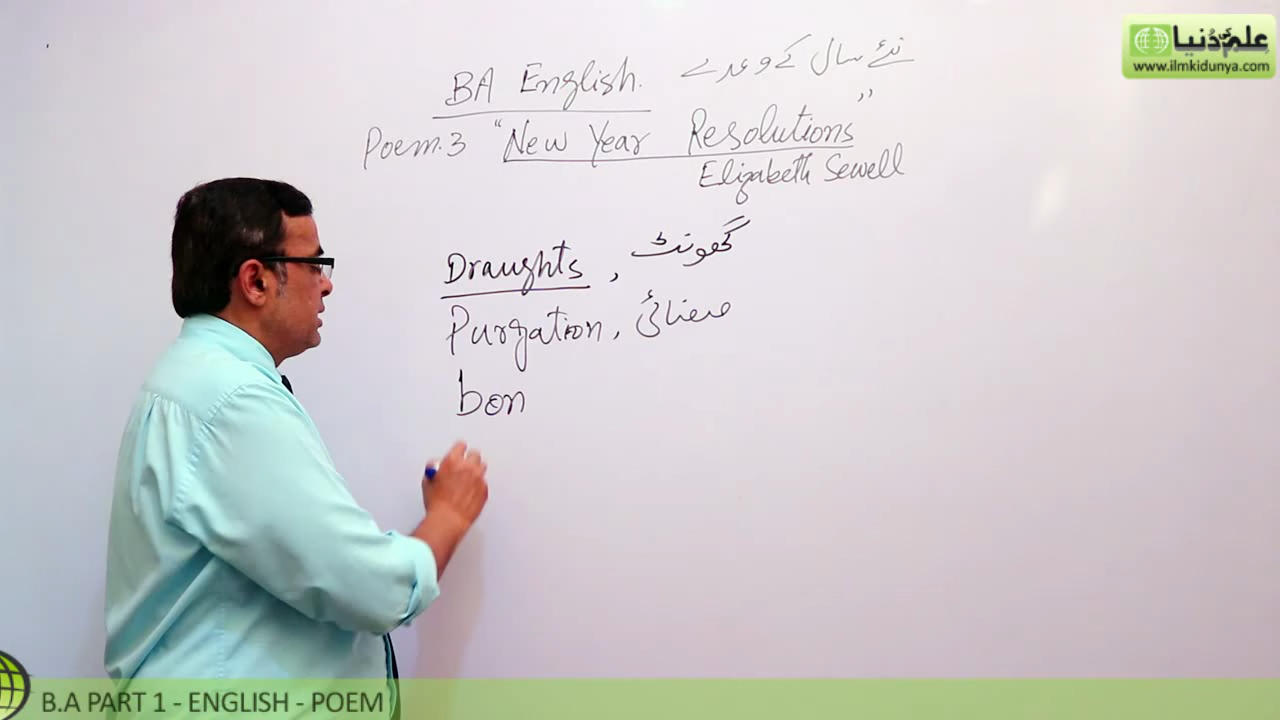 علم کی دُنیا
www.ilmkidunya.com
BA English. نئے سال کے وعدے
Poem.3 "New Year Resolutions"
Elizabeth Sewell
Draughts, گھونٹ
Purgation, صفائی
bon
B.A PART 1 - ENGLISH - POEM